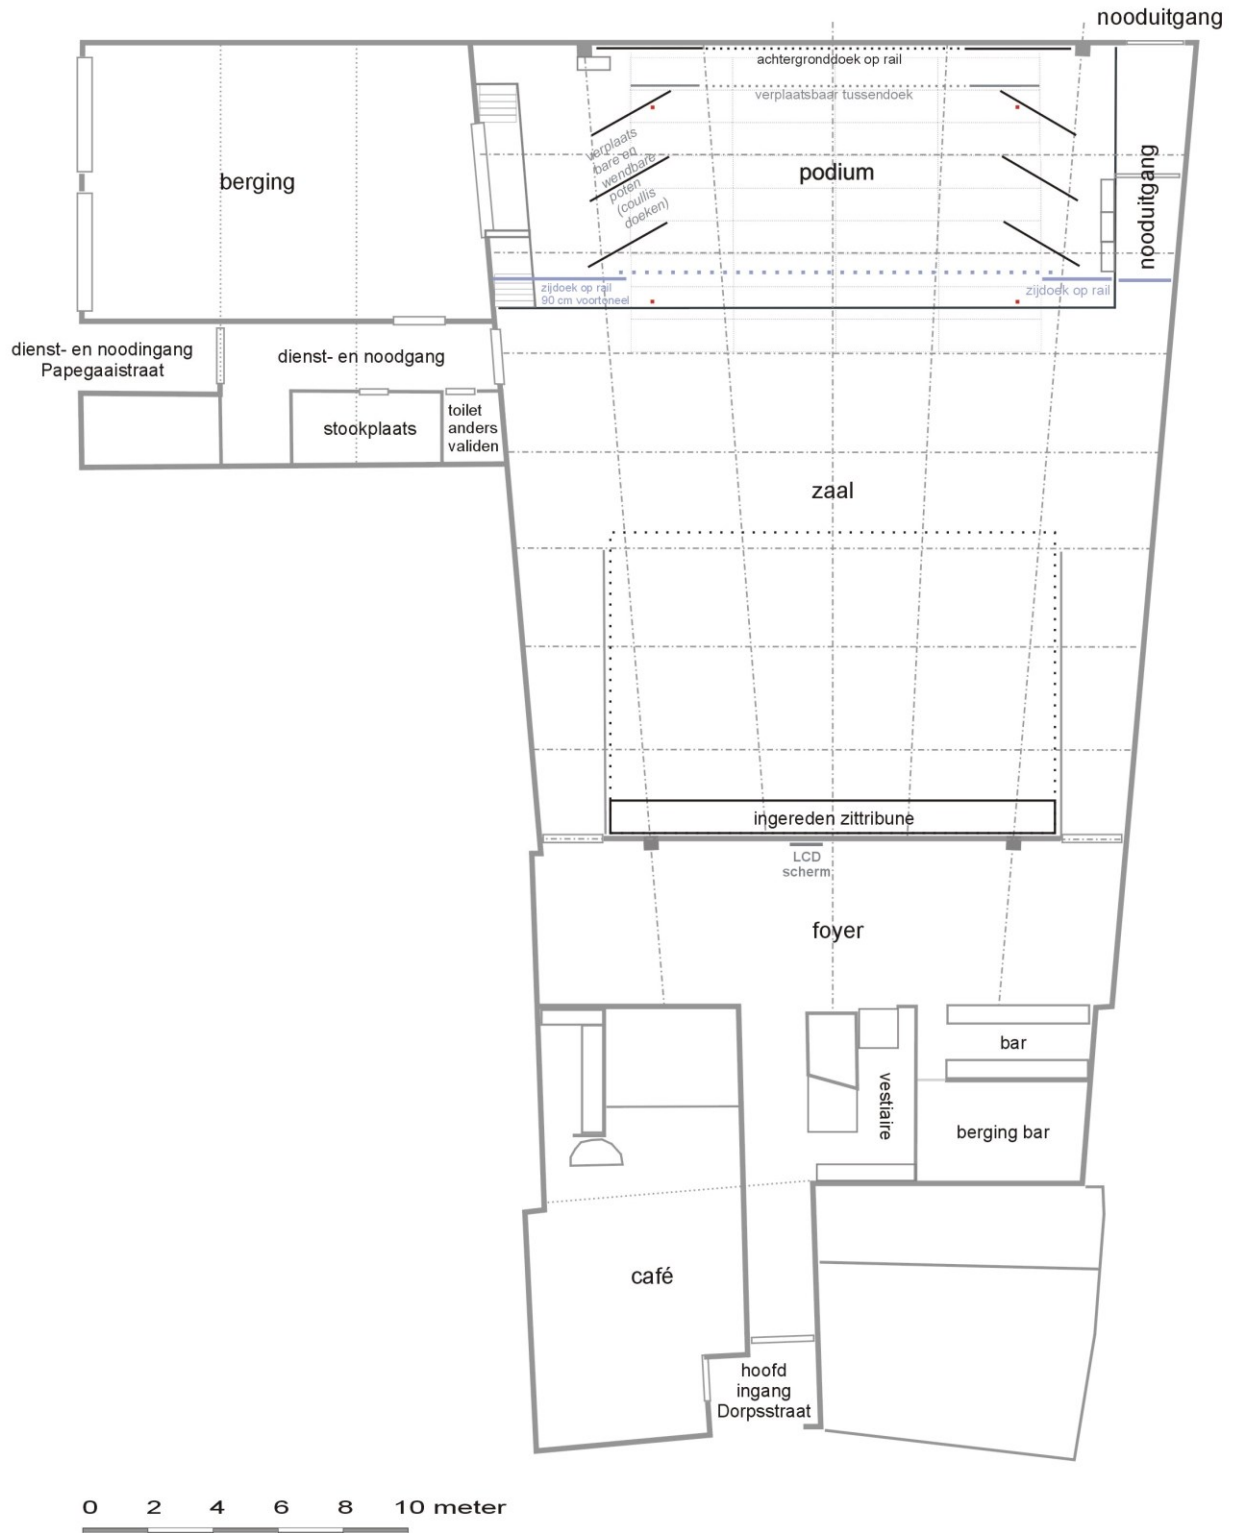 nooduitgang
achtergronddoek op rail
verplaatsbaar tussendoek
verplaats
bare en
wendbare
poten
(coullis
doeken)
podium
nooduitgang
berging
zijdoek op rail
90 cm voortoneel
zijdoek op rail
dienst- en noodingang
Papegaaistraat
dienst- en noodgang
stookplaats
toilet
anders
validen
zaal
ingereden zittribune
LCD
scherm
foyer
bar
vestiaire
berging bar
café
hoofd
ingang
Dorpsstraat
0 2 4 6 8 10 meter